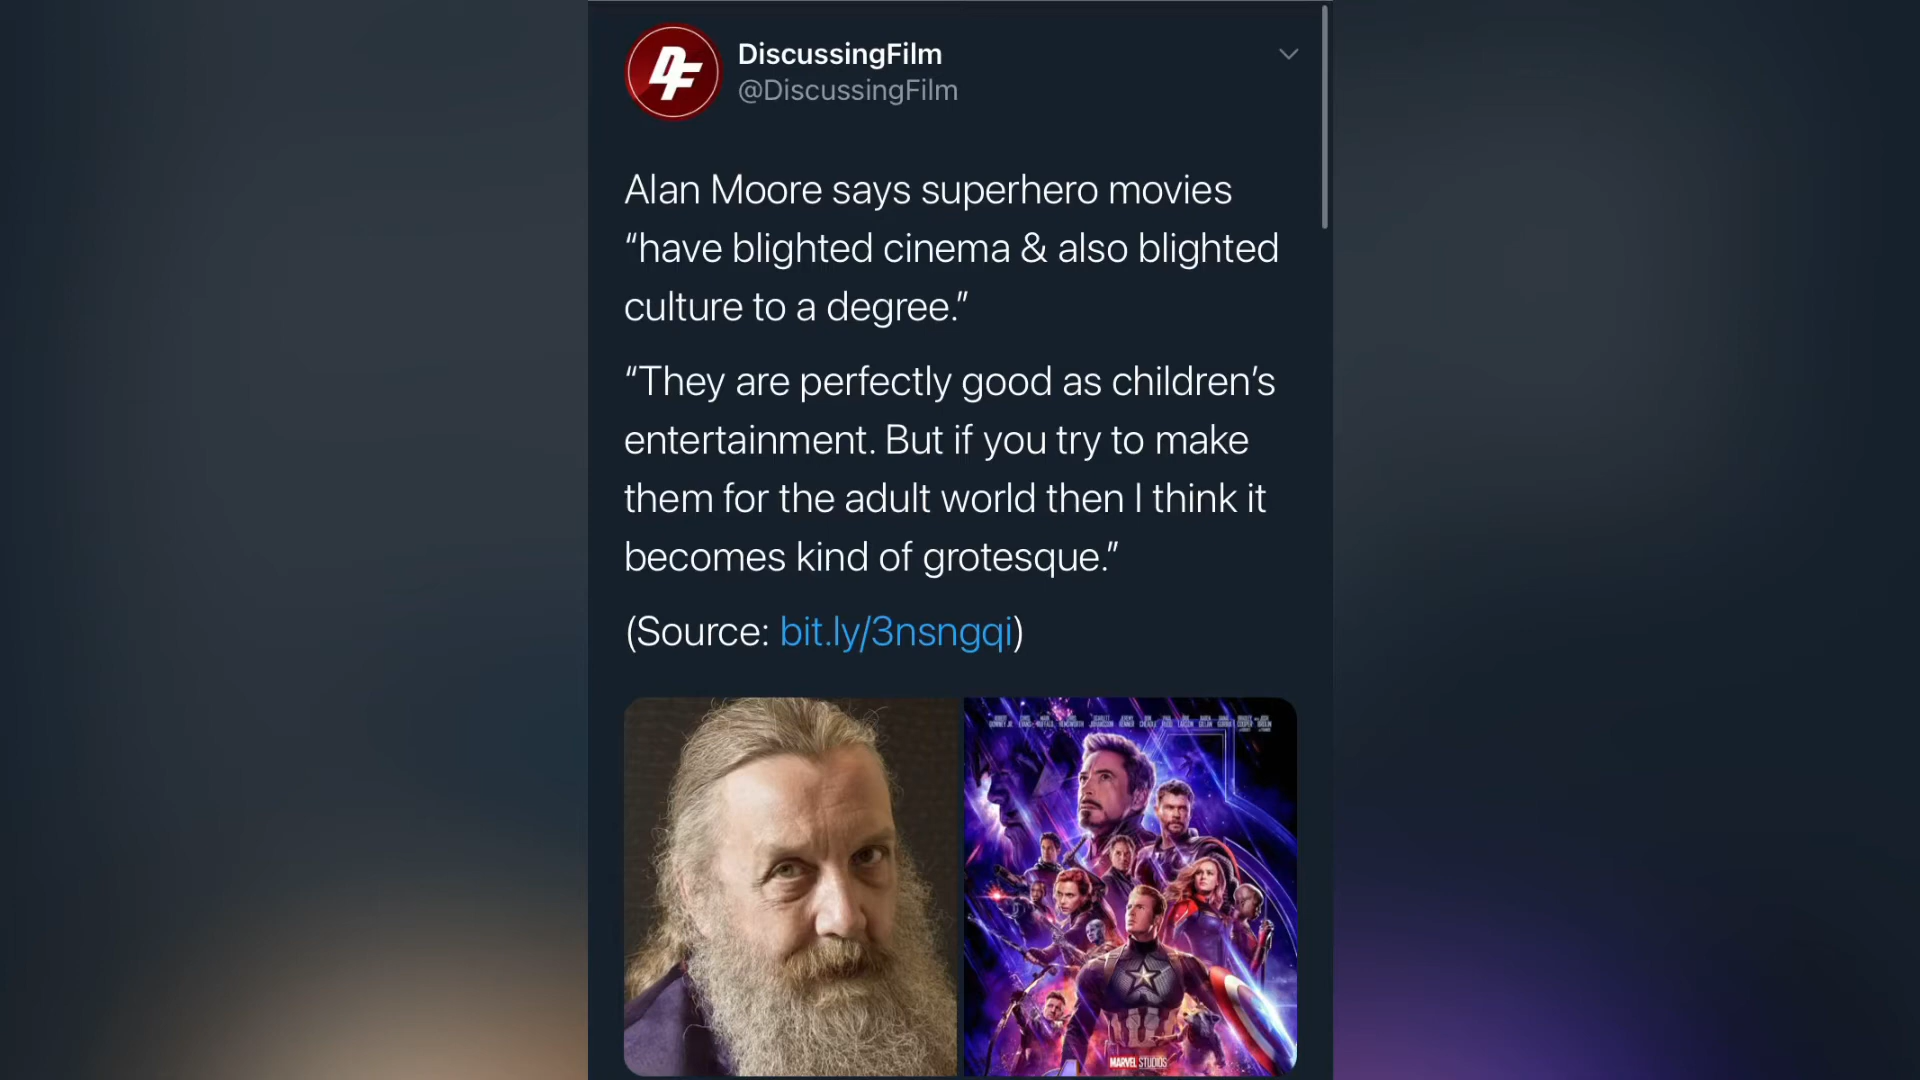 DF
DiscussingFilm
@DiscussingFilm
Alan Moore says superhero movies
“have blighted cinema & also blighted
culture to a degree.”
“They are perfectly good as children’s
entertainment. But if you try to make
them for the adult world then I think it
becomes kind of grotesque.”
(Source: bit.ly/3nsngqi)
MARVEL STUDIOS